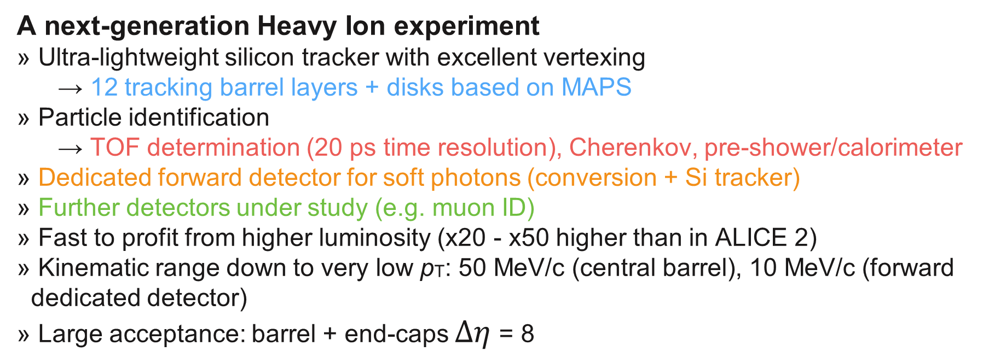 A next-generation Heavy Ion experiment
» Ultra-lightweight silicon tracker with excellent vertexing
→ 12 tracking barrel layers + disks based on MAPS
» Particle identification
→ TOF determination (20 ps time resolution), Cherenkov, pre-shower/calorimeter
» Dedicated forward detector for soft photons (conversion + Si tracker)
» Further detectors under study (e.g. muon ID)
» Fast to profit from higher luminosity (x20 - x50 higher than in ALICE 2)
» Kinematic range down to very low pT: 50 MeV/c (central barrel), 10 MeV/c (forward
dedicated detector)
» Large acceptance: barrel + end-caps Δη = 8